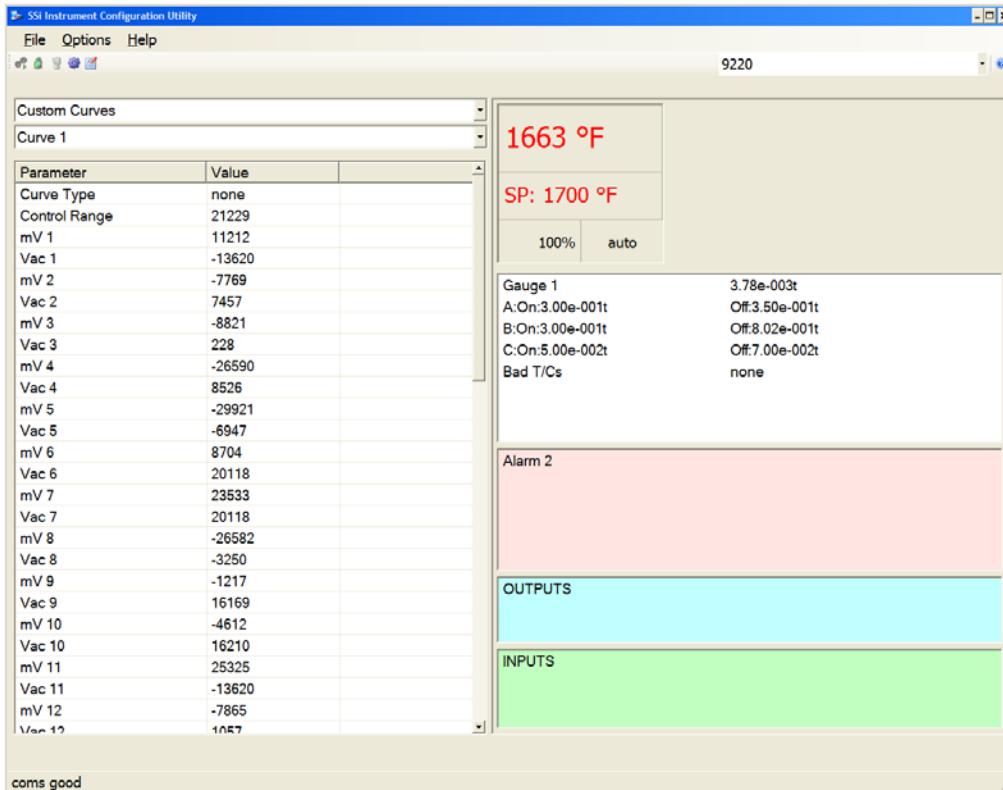 SSi Instrument Configuration Utility
File Options Help
9220
Custom Curves
Curve 1
Parameter Value
Curve Type none
Control Range 21229
mV 1 11212
Vac 1 -13620
mV 2 -7769
Vac 2 7457
mV 3 -8821
Vac 3 228
mV 4 -26590
Vac 4 8526
mV 5 -29921
Vac 5 -6947
mV 6 8704
Vac 6 20118
mV 7 23533
Vac 7 20118
mV 8 -26582
Vac 8 -3250
mV 9 -1217
Vac 9 16169
mV 10 -4612
Vac 10 16210
mV 11 25325
Vac 11 -13620
mV 12 -7865
Vac 12 1057
1663 °F
SP: 1700 °F
100% auto
Gauge 1 3.78e-003t
A:On:3.00e-001t Off:3.50e-001t
B:On:3.00e-001t Off:8.02e-001t
C:On:5.00e-002t Off:7.00e-002t
Bad T/Cs none
Alarm 2
OUTPUTS
INPUTS
coms good